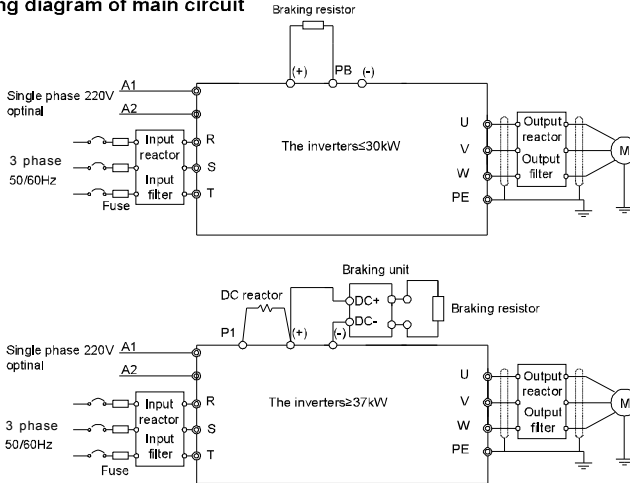 ng diagram of main circuit
Braking resistor
(+) PB (-)
Single phase 220V A1
optinal A2
Input reactor R
3 phase S
50/60Hz Input filter T
Fuse
The inverters≤30kW
U Output reactor
V
W Output filter
PE
M
Braking unit
DC reactor
DC+
Braking resistor
DC-
P1 (+) (-)
Single phase 220V A1
optinal A2
Input reactor R
3 phase S
50/60Hz Input filter T
Fuse
The inverters≥37kW
U Output reactor
V
W Output filter
PE
M